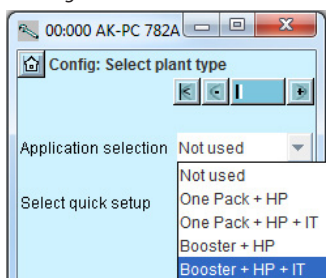 00:000 AK-PC 782A
Config: Select plant type
Application selection Not used
Not used
Select quick setup
One Pack + HP
One Pack + HP + IT
Booster + HP
Booster + HP + IT